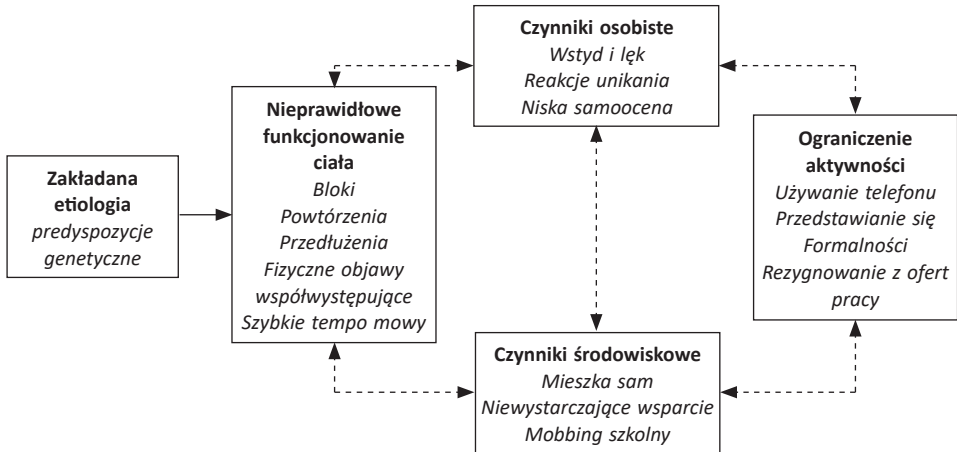 Zakładana
etiologia
predyspozycje
genetyczne
Nieprawidłowe
funkcjonowanie
ciała
Bloki
Powtórzenia
Przedłużenia
Fizyczne objawy
współwystępujące
Szybkie tempo mowy
Czynniki osobiste
Wstyd i lęk
Reakcje unikania
Niska samoocena
Czynniki środowiskowe
Mieszka sam
Niewystarczające wsparcie
Mobbing szkolny
Ograniczenie
aktywności
Używanie telefonu
Przedstawianie się
Formalności
Rezygnowanie z ofert
pracy